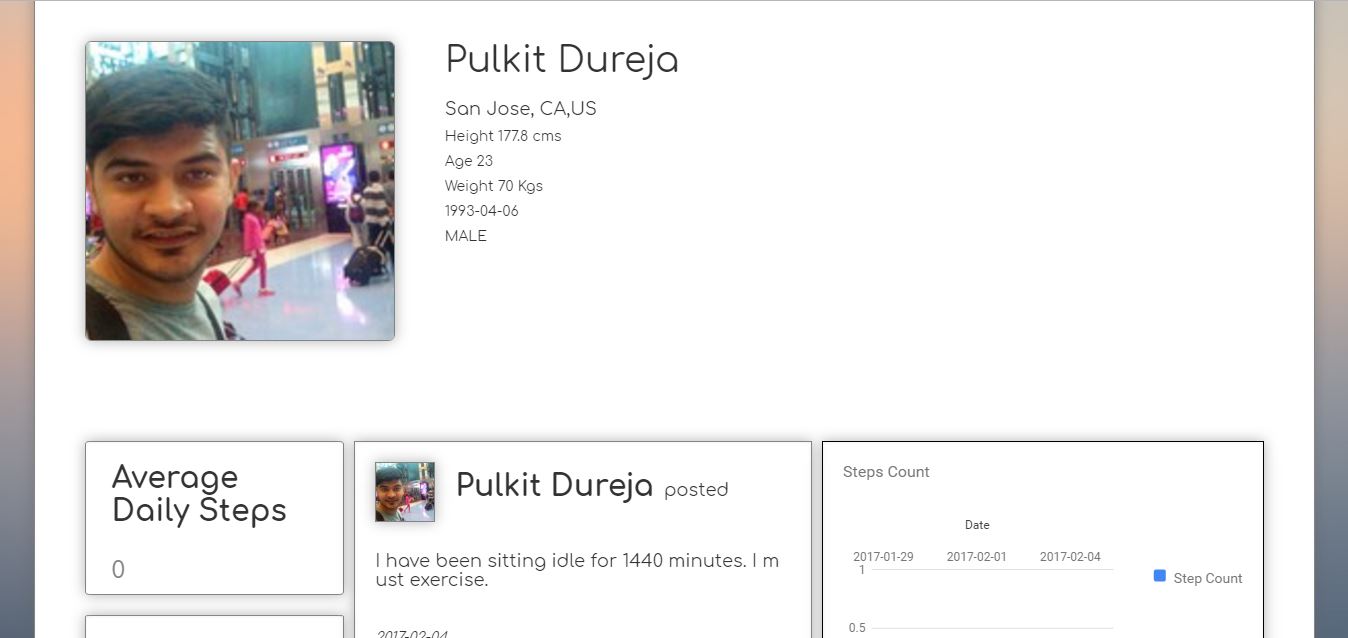 Pulkit Dureja
San Jose, CA,US
Height 177.8 cms
Age 23
Weight 70 Kgs
1993-04-06
MALE
Average
Daily Steps
0
Pulkit Dureja posted
I have been sitting idle for 1440 minutes. I m
ust exercise.
2017-02-04
Steps Count
Date
2017-01-29 2017-02-01 2017-02-04
1
Step Count
0.5